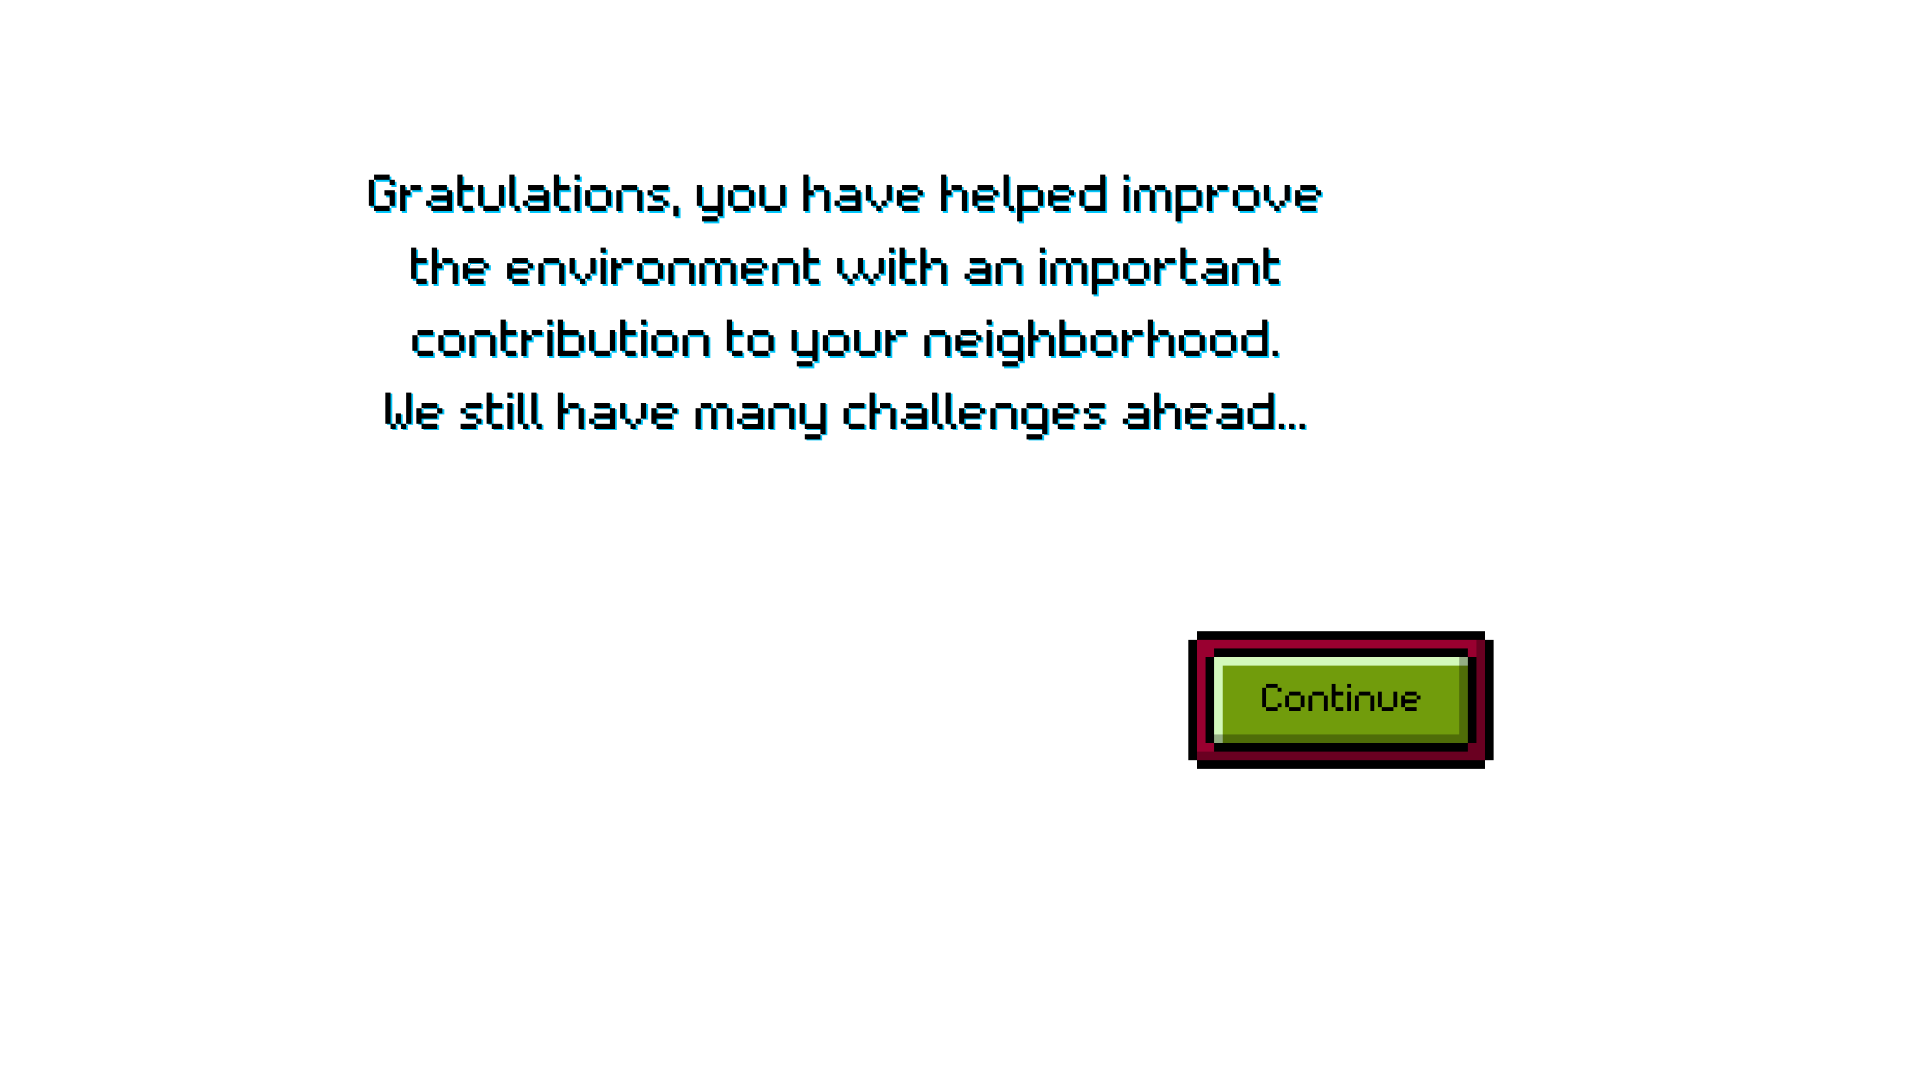 Gratulations, you have helped improve
the environment with an important
contribution to your neighborhood.
We still have many challenges ahead...
Continue